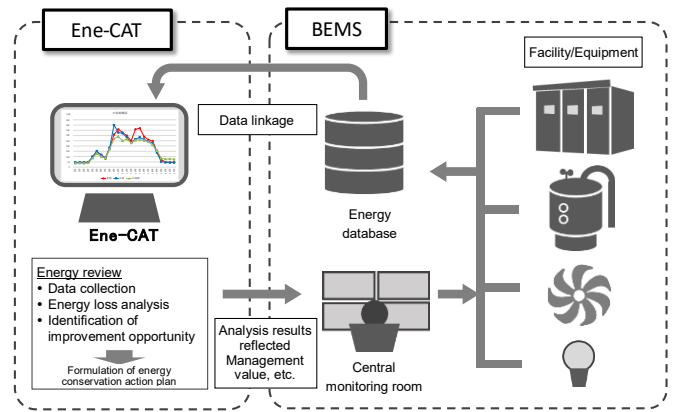 Ene-CAT
BEMS
Facility/Equipment
Data linkage
Ene-CAT
Energy
database
Energy review
• Data collection
• Energy loss analysis
• Identification of
improvement opportunity
Formulation of energy
conservation action plan
Analysis results
reflected
Management
value, etc.
Central
monitoring room